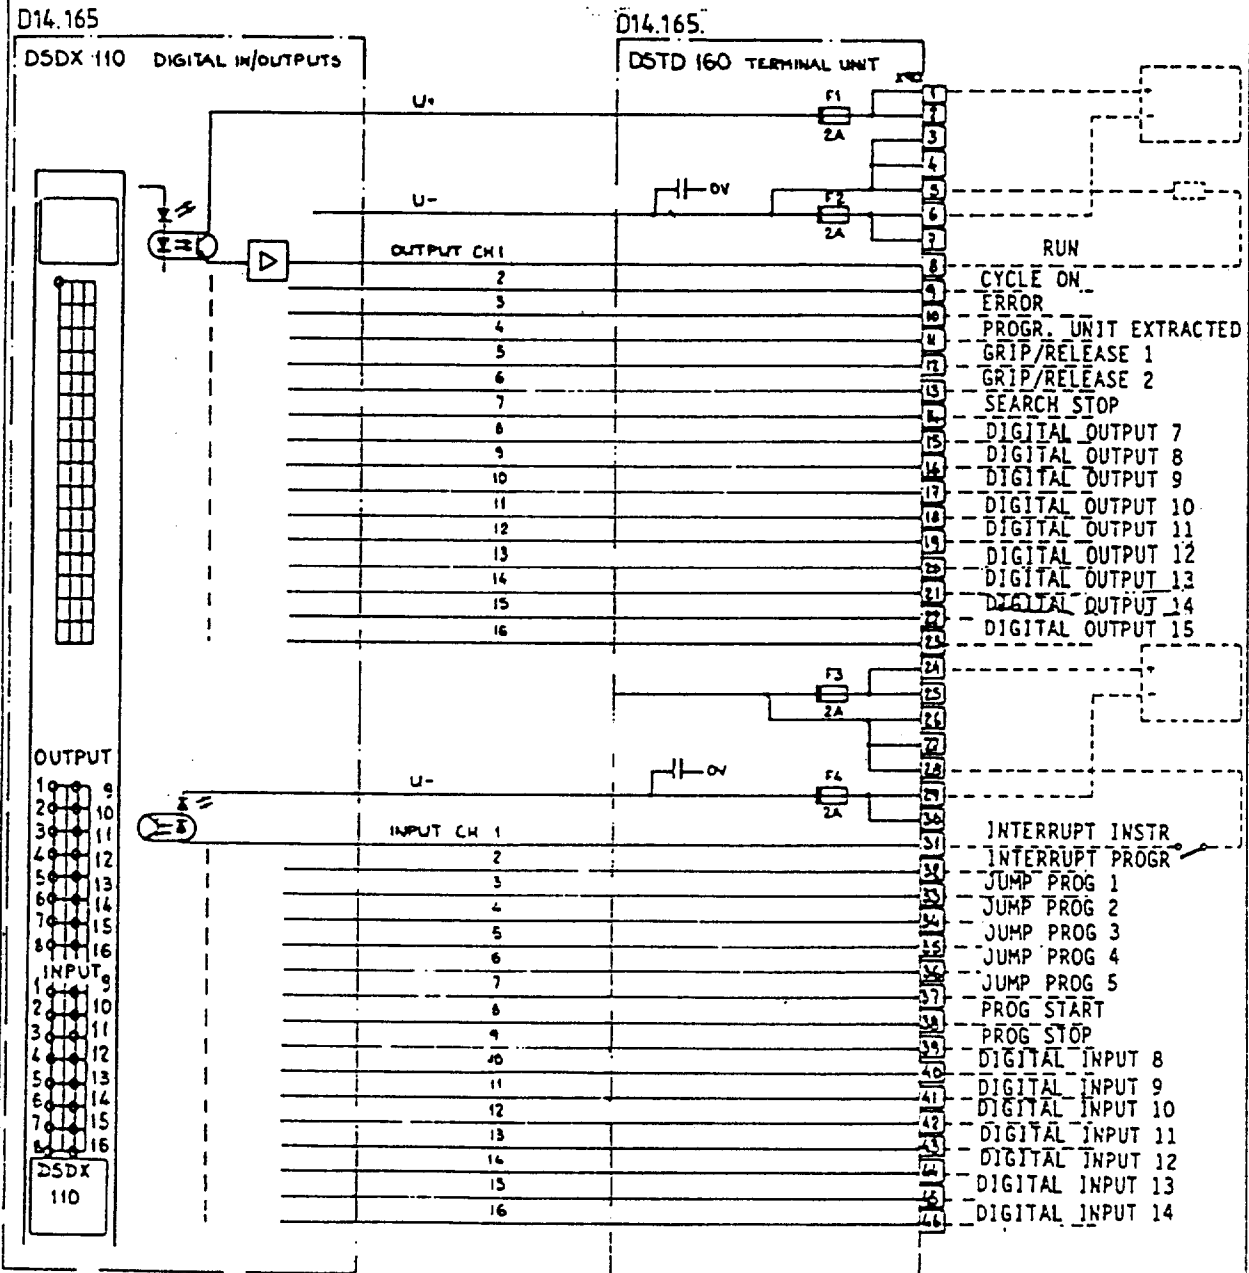 D14.165
D14.165.
DSDX 110 DIGITAL IN/OUTPUTS
DSTD 160 TERMINAL UNIT
U+
F1
2A
1
2
3
4
5
6
7
U-
0V
F2
2A
+
-
OUTPUT CH 1
8
RUN
2
9
CYCLE ON
3
10
ERROR
4
11
PROGR. UNIT EXTRACTED
5
12
GRIP/RELEASE 1
6
13
GRIP/RELEASE 2
7
14
SEARCH STOP
8
15
DIGITAL OUTPUT 7
9
16
DIGITAL OUTPUT 8
10
17
DIGITAL OUTPUT 9
11
18
DIGITAL OUTPUT 10
12
19
DIGITAL OUTPUT 11
13
20
DIGITAL OUTPUT 12
14
21
DIGITAL OUTPUT 13
15
22
DIGITAL OUTPUT 14
16
23
DIGITAL OUTPUT 15
F3
2A
24
25
26
27
28
29
30
+
-
U-
0V
F4
2A
INPUT CH 1
31
INTERRUPT INSTR
2
32
INTERRUPT PROGR
3
33
JUMP PROG 1
4
34
JUMP PROG 2
5
35
JUMP PROG 3
6
36
JUMP PROG 4
7
37
JUMP PROG 5
8
38
PROG START
9
39
PROG STOP
10
40
DIGITAL INPUT 8
11
41
DIGITAL INPUT 9
12
42
DIGITAL INPUT 10
13
43
DIGITAL INPUT 11
14
44
DIGITAL INPUT 12
15
45
DIGITAL INPUT 13
16
46
DIGITAL INPUT 14
OUTPUT
1 9
2 10
3 11
4 12
5 13
6 14
7 15
8 16
INPUT
1 9
2 10
3 11
4 12
5 13
6 14
7 15
8 16
DSDX
110